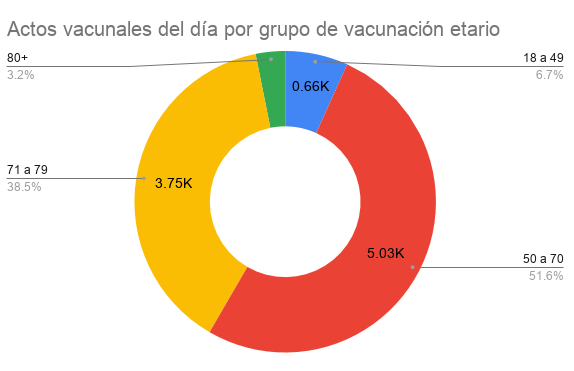 Actos vacunales del día por grupo de vacunación etario
80+
3.2%
18 a 49
6.7%
0.66K
71 a 79
38.5%
3.75K
5.03K
50 a 70
51.6%